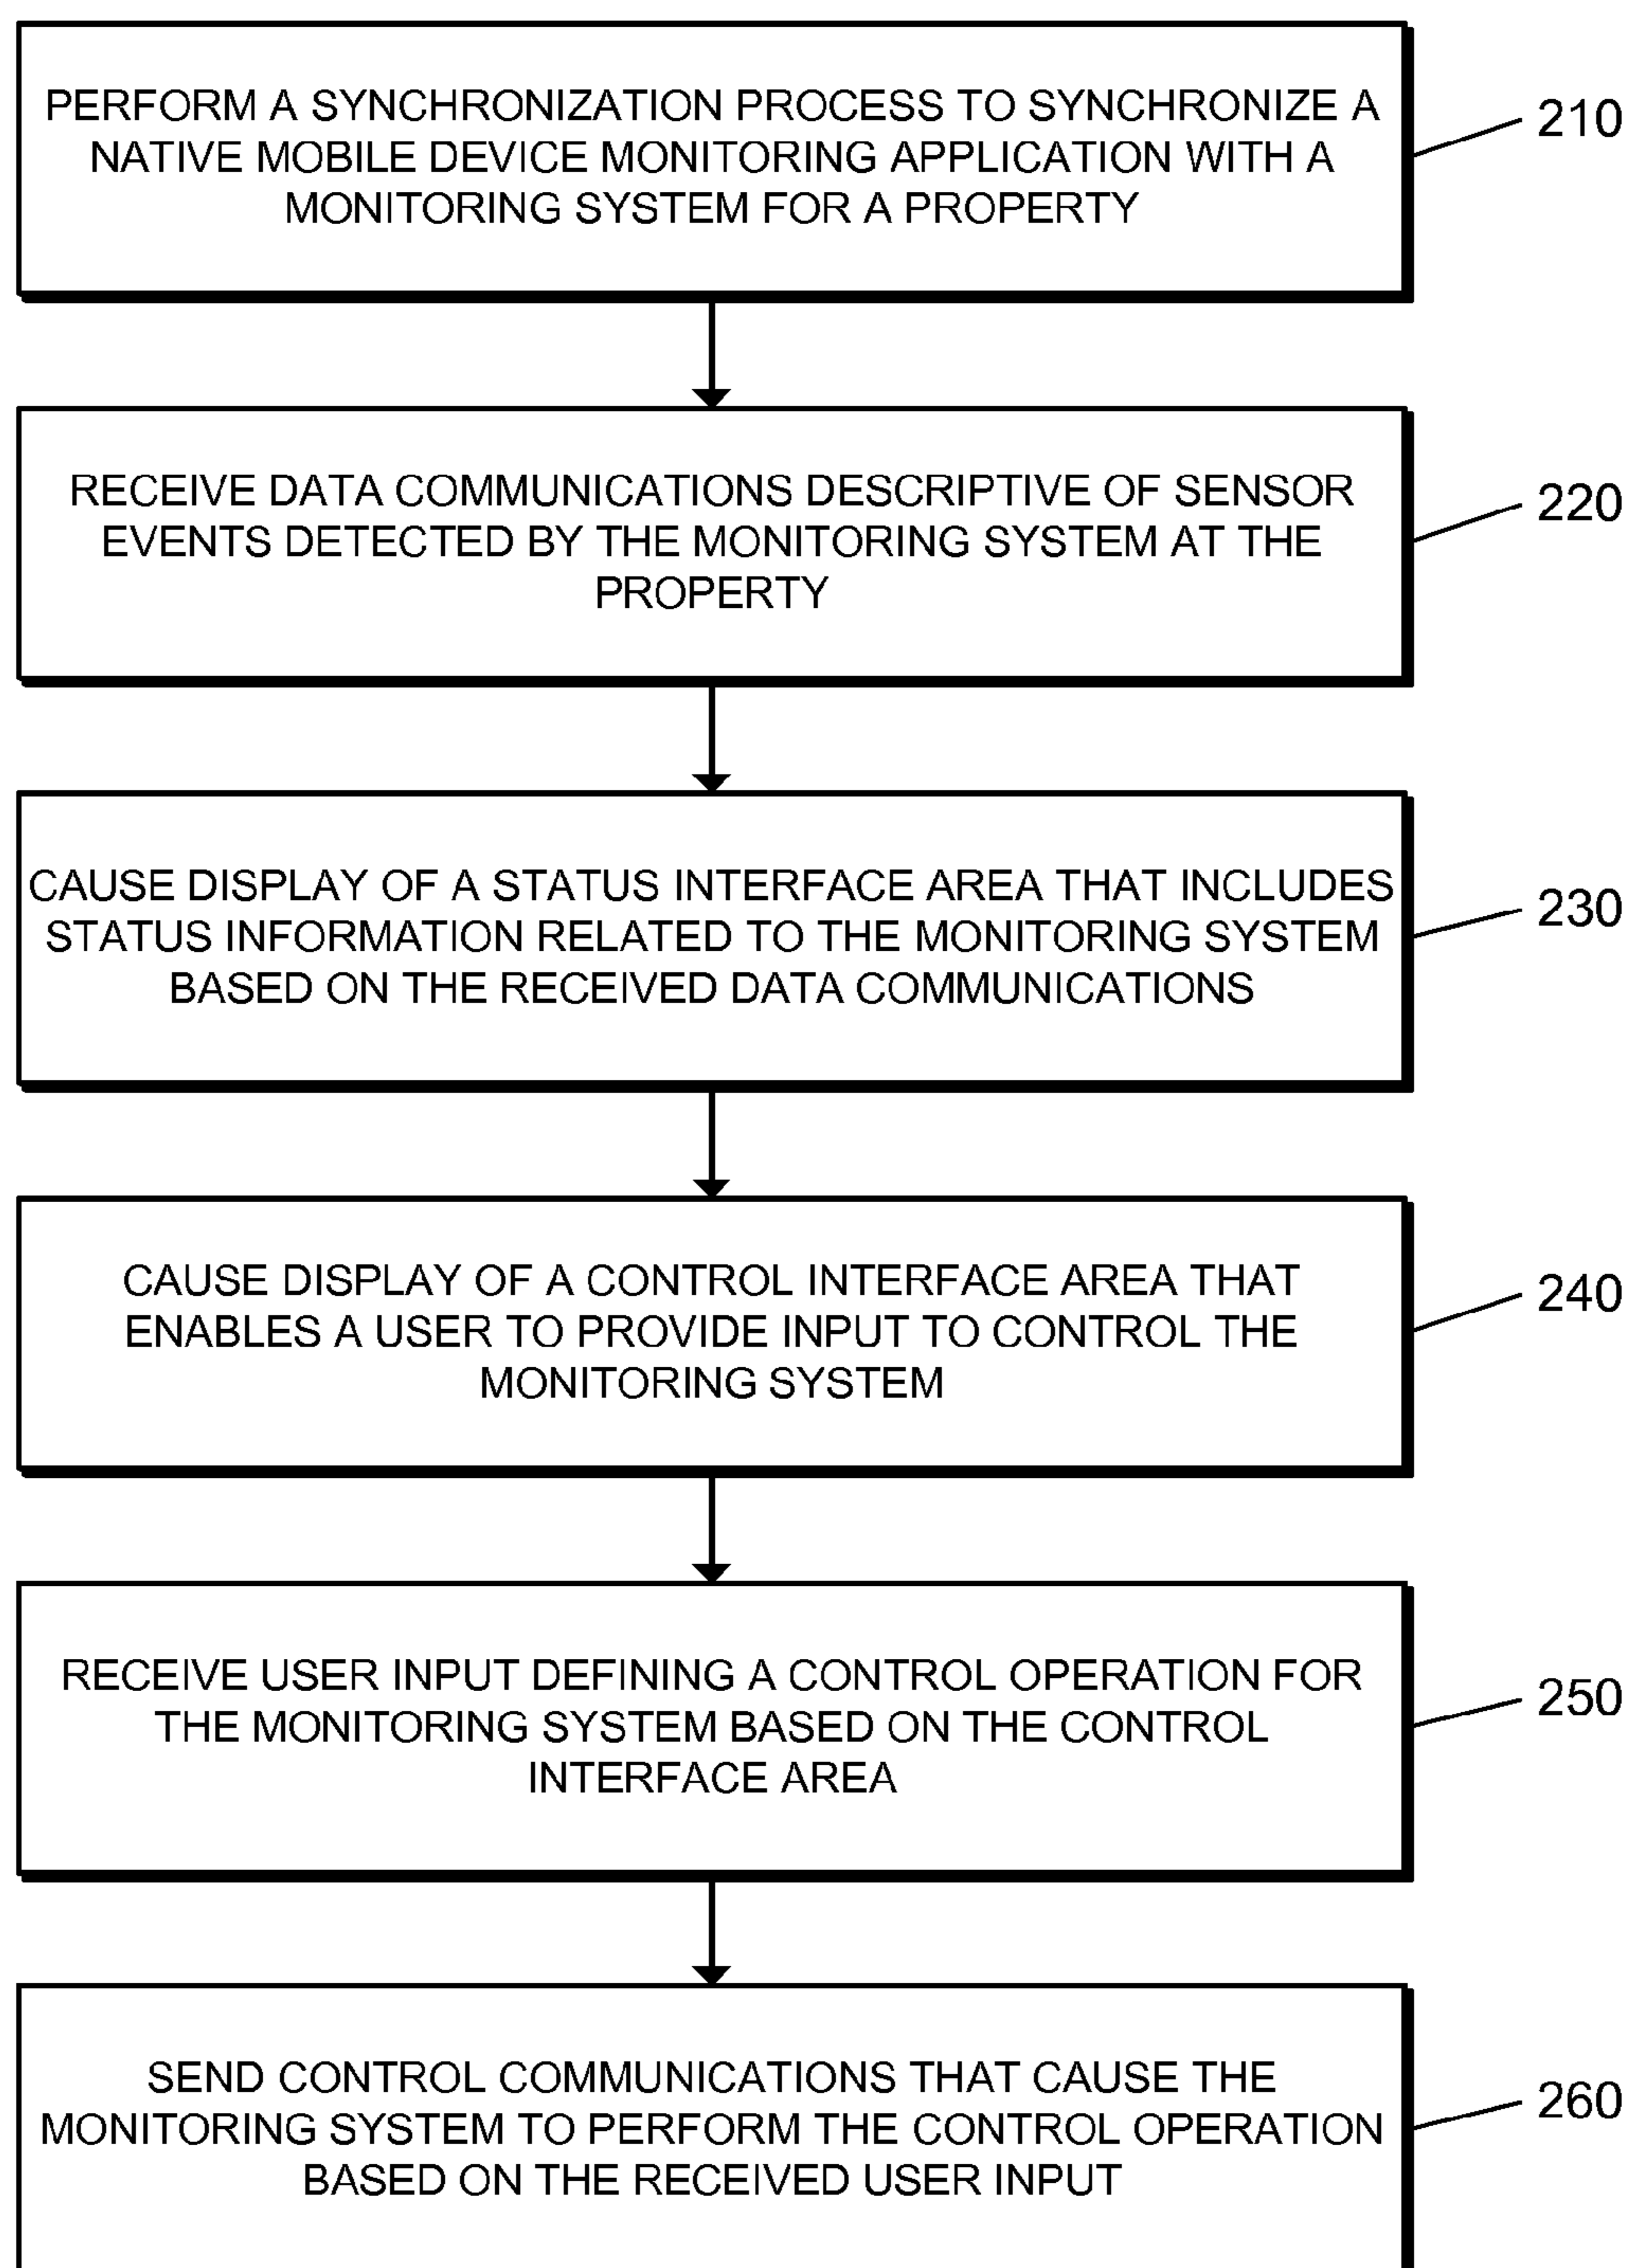 PERFORM A SYNCHRONIZATION PROCESS TO SYNCHRONIZE A
NATIVE MOBILE DEVICE MONITORING APPLICATION WITH A
MONITORING SYSTEM FOR A PROPERTY
210
RECEIVE DATA COMMUNICATIONS DESCRIPTIVE OF SENSOR
EVENTS DETECTED BY THE MONITORING SYSTEM AT THE
PROPERTY
220
CAUSE DISPLAY OF A STATUS INTERFACE AREA THAT INCLUDES
STATUS INFORMATION RELATED TO THE MONITORING SYSTEM
BASED ON THE RECEIVED DATA COMMUNICATIONS
230
CAUSE DISPLAY OF A CONTROL INTERFACE AREA THAT
ENABLES A USER TO PROVIDE INPUT TO CONTROL THE
MONITORING SYSTEM
240
RECEIVE USER INPUT DEFINING A CONTROL OPERATION FOR
THE MONITORING SYSTEM BASED ON THE CONTROL
INTERFACE AREA
250
SEND CONTROL COMMUNICATIONS THAT CAUSE THE
MONITORING SYSTEM TO PERFORM THE CONTROL OPERATION
BASED ON THE RECEIVED USER INPUT
260